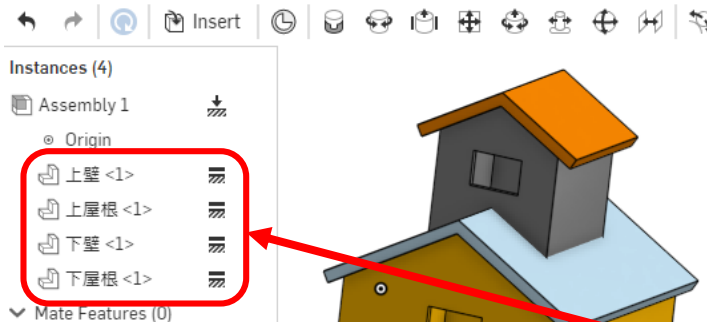 Insert
Instances (4)
Assembly 1
Origin
上壁 <1>
上屋根 <1>
下壁 <1>
下屋根 <1>
Mate Features (0)